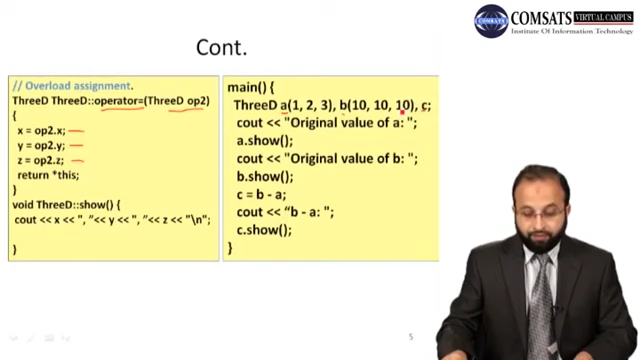 COMSATS VIRTUAL CAMPUS
Institute Of Information Technology
COMSATS
Cont.
// Overload assignment.
ThreeD ThreeD::operator=(ThreeD op2)
{
x = op2.x;
y = op2.y;
z = op2.z;
return *this;
}
void ThreeD::show() {
cout << x << ", "<< y << ", "<< z << "\n";
}
main() {
ThreeD a(1, 2, 3), b(10, 10, 10), c;
cout << "Original value of a: ";
a.show();
cout << "Original value of b: ";
b.show();
c = b - a;
cout << "b - a: ";
c.show();
}
5